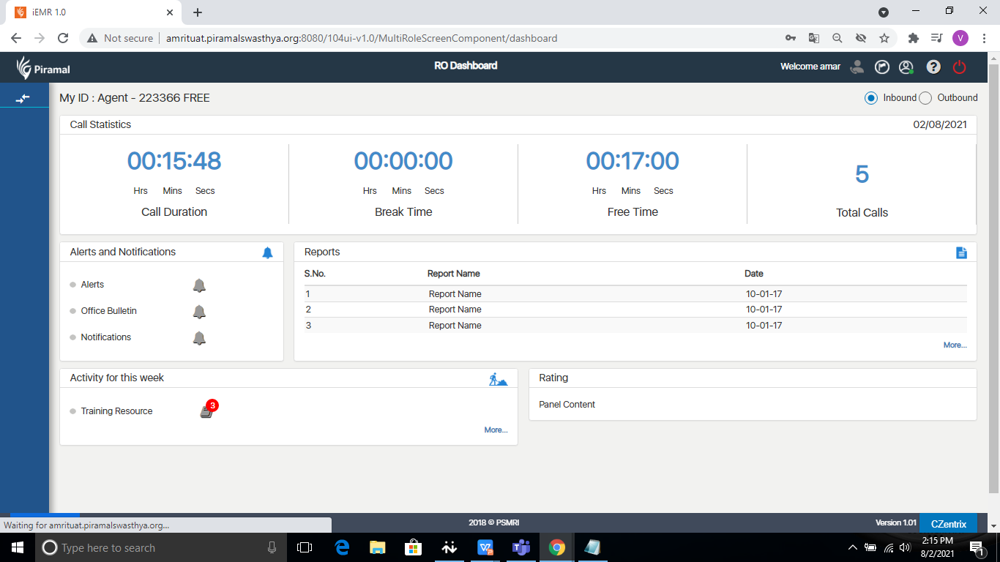 iEMR 1.0
Not secure
amrituat.piramalswasthya.org:8080/104ui-v1.0/MultiRoleScreenComponent/dashboard
V
Piramal
RO Dashboard
Welcome amar
?
My ID : Agent - 223366 FREE
Inbound
Outbound
Call Statistics
02/08/2021
00:15:48
00:00:00
00:17:00
5
Hrs Mins Secs
Hrs Mins Secs
Hrs Mins Secs
Call Duration
Break Time
Free Time
Total Calls
Alerts and Notifications
Alerts
Office Bulletin
Notifications
Reports
S.No. Report Name Date
1 Report Name 10-01-17
2 Report Name 10-01-17
3 Report Name 10-01-17
More...
Activity for this week
Training Resource
3
More...
Rating
Panel Content
Waiting for amrituat.piramalswasthya.org...
2018 © PSMRI
Version 1.01
CZentrix
Type here to search
2:15 PM
8/2/2021
1